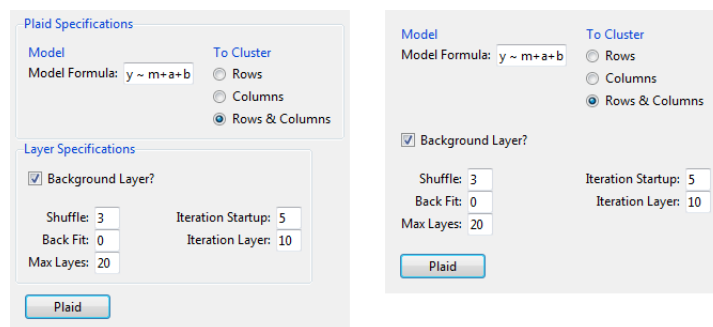 Plaid Specifications
Model To Cluster
Model Formula: y ~ m+a+b Rows
Columns
Rows & Columns
Layer Specifications
Background Layer?
Shuffle: 3 Iteration Startup: 5
Back Fit: 0 Iteration Layer: 10
Max Layes: 20
Plaid
Model To Cluster
Model Formula: y ~ m+a+b Rows
Columns
Rows & Columns
Background Layer?
Shuffle: 3 Iteration Startup: 5
Back Fit: 0 Iteration Layer: 10
Max Layes: 20
Plaid